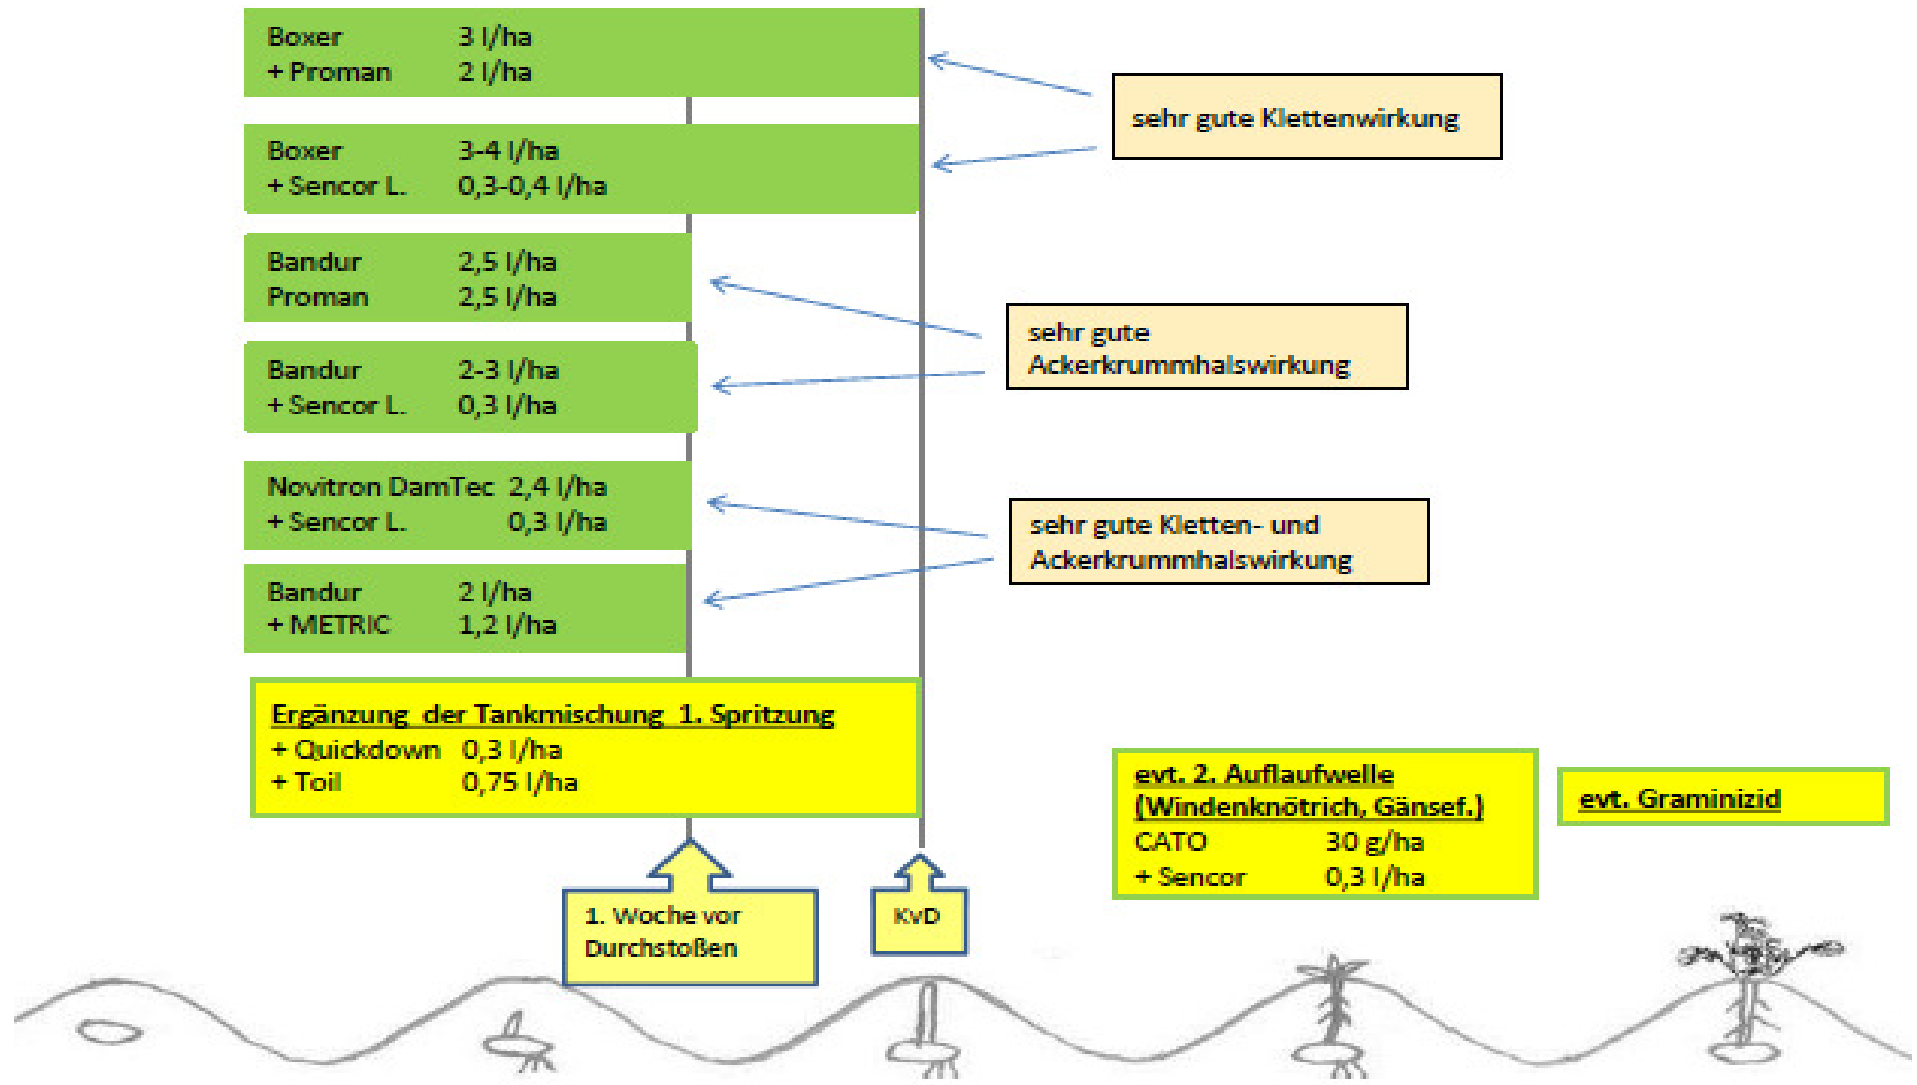 Boxer 3 l/ha
+ Proman 2 l/ha
sehr gute Klettenwirkung
Boxer 3-4 l/ha
+ Sencor L. 0,3-0,4 l/ha
Bandur 2,5 l/ha
Proman 2,5 l/ha
sehr gute
Ackerkrummhalswirkung
Bandur 2-3 l/ha
+ Sencor L. 0,3 l/ha
Novitron DamTec 2,4 l/ha
+ Sencor L. 0,3 l/ha
sehr gute Kletten- und
Ackerkrummhalswirkung
Bandur 2 l/ha
+ METRIC 1,2 l/ha
Ergänzung der Tankmischung 1. Spritzung
+ Quickdown 0,3 l/ha
+ Toil 0,75 l/ha
evt. 2. Auflaufwelle
(Windenknötrich, Gänsef.)
CATO 30 g/ha
+ Sencor 0,3 l/ha
evt. Graminizid
1. Woche vor
Durchstoßen
KvD